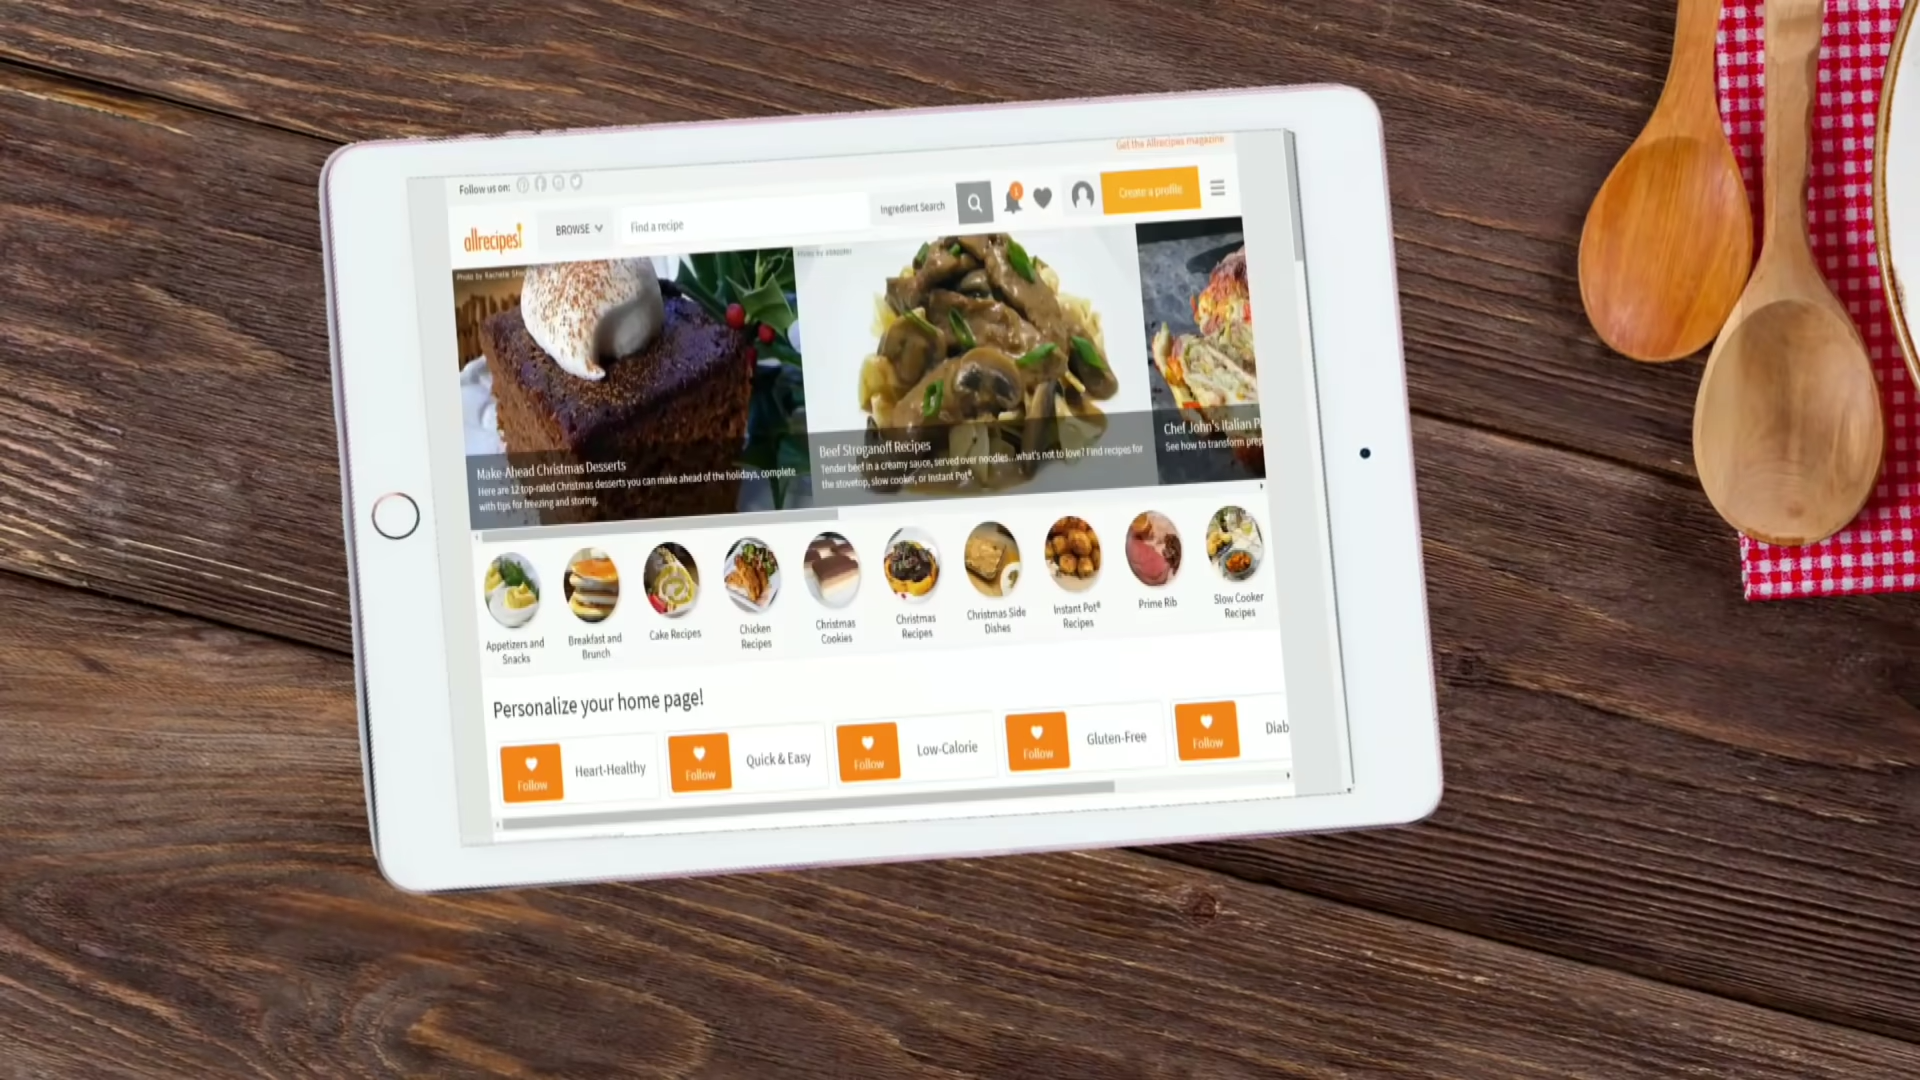 Get the Allrecipes magazine
Follow us on:
allrecipes
BROWSE
Find a recipe
Ingredient Search
1
Create a profile
Make-Ahead Christmas Desserts
Here are 12 top-rated Christmas desserts you can make ahead of the holidays, complete
with tips for freezing and storing.
Beef Stroganoff Recipes
Tender beef in a creamy sauce, served over noodles...what's not to love? Find recipes for
the stovetop, slow cooker, or Instant Pot®.
Chef John's Italian P
See how to transform prep
Appetizers and
Snacks
Breakfast and
Brunch
Cake Recipes
Chicken
Recipes
Christmas
Cookies
Christmas
Recipes
Christmas Side
Dishes
Instant Pot®
Recipes
Prime Rib
Slow Cooker
Recipes
Personalize your home page!
Follow
Heart-Healthy
Follow
Quick & Easy
Follow
Low-Calorie
Follow
Gluten-Free
Follow
Diab